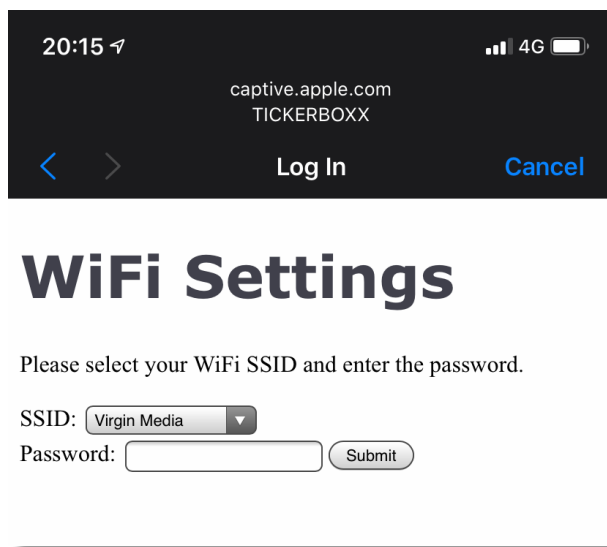 20:15 4G
captive.apple.com
TICKERBOXX
Log In Cancel
WiFi Settings
Please select your WiFi SSID and enter the password.
SSID: Virgin Media
Password: Submit